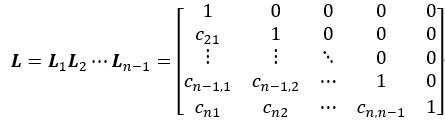 L = L₁L₂ ⋯ Lₙ₋₁ = [
1 0 0 0 0
c₂₁ 1 0 0 0
⋮ ⋮ ⋱ 0 0
cₙ₋₁,₁ cₙ₋₁,₂ ⋯ 1 0
cₙ₁ cₙ₂ ⋯ cₙ,ₙ₋₁ 1
]